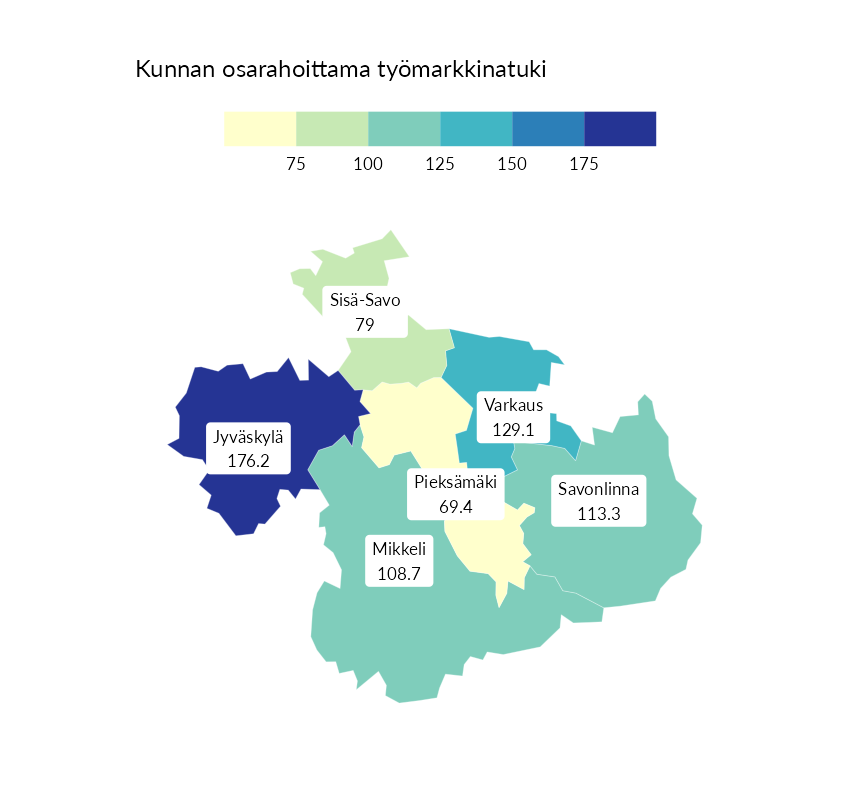 Kunnan osarahoittama työmarkkinatuki
75 100 125 150 175
Sisä-Savo
79
Varkaus
129.1
Jyväskylä
176.2
Pieksämäki
69.4
Savonlinna
113.3
Mikkeli
108.7